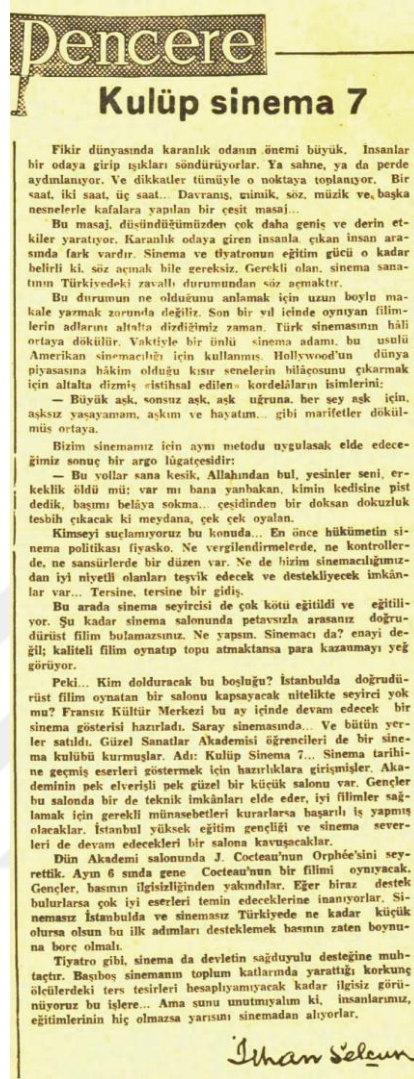 Pencere
Kulüp sinema 7
Fikir dünyasında karanlık odanın önemi büyük. İnsanlar
bir odaya girip ışıkları söndürüyorlar. Ya sahne, ya da perde
aydınlanıyor. Ve dikkatler tümüyle o noktaya toplanıyor. Bir
saat, iki saat, üç saat... Davranış, mimik, söz, müzik ve başka
nesnelerle kafalara yapılan bir çeşit masaj...
Bu masaj, düşündüğümüzden çok daha geniş ve derin et-
kiler yaratıyor. Karanlık odaya giren insanla, çıkan insan ara-
sında fark vardır. Sinema ve tiyatronun eğitim gücü o kadar
belirli ki, söz açmak bile gereksiz. Gerekli olan, sinema sana-
tının Türkiyedeki zavallı durumundan söz açmaktır.
Bu durumun ne olduğunu anlamak için uzun boylu ma-
kale yazmak zorunda değiliz. Son bir yıl içinde oynıyan filim-
lerin adlarını altalta dizdiğimiz zaman, Türk sinemasının hâli
ortaya dökülür. Vaktiyle bir ünlü sinema adamı, bu usulü
Amerikan sinemacılığı için kullanmış. Hollywood'un dünya
piyasasına hâkim olduğu kısır senelerin bilâçosunu çıkarmak
için altalta dizmiş «istihsal edilen» kordelâların isimlerini:
— Büyük aşk, sonsuz aşk, aşk uğruna, her şey aşk için,
aşksız yaşayamam, aşkım ve hayatım... gibi marifetler dökül-
müş ortaya.
Bizim sinemamız için aynı metodu uygulasak elde edece-
ğimiz sonuç bir argo lûgatçesidir:
— Bu yollar sana kesik, Allahından bul, yesinler seni, er-
keklik öldü mü; var mı bana yanbakan, kimin kedisine pist
dedik, başımı belâya sokma... çeşidinden bir doksan dokuzluk
tesbih çıkacak ki meydana, çek çek oyalan.
Kimseyi suçlamıyoruz bu konuda... En önce hükümetin si-
nema politikası fiyasko. Ne vergilendirmelerde, ne kontroller-
de, ne sansürlerde bir düzen var. Ne de bizim sinemacılığımız-
dan iyi niyetli olanları teşvik edecek ve destekliyecek imkân-
lar var... Tersine, tersine bir gidiş.
Bu arada sinema seyircisi de çok kötü eğitildi ve eğitili-
yor. Şu kadar sinema salonunda petavsızla arasanız doğru-
dürüst filim bulamazsınız. Ne yapsın. Sinemacı da? enayi de-
ğil; kaliteli filim oynatıp topu atmaktansa para kazanmayı yeğ
görüyor.
Peki... Kim dolduracak bu boşluğu? İstanbulda doğrudü-
rüst filim oynatan bir salonu kapsayacak nitelikte seyirci yok
mu? Fransız Kültür Merkezi bu ay içinde devam edecek bir
sinema gösterisi hazırladı. Saray sinemasında... Ve bütün yer-
ler satıldı. Güzel Sanatlar Akademisi öğrencileri de bir sine-
ma kulübü kurmuşlar. Adı: Kulüp Sinema 7... Sinema tarihi-
ne geçmiş eserleri göstermek için hazırlıklara girişmişler. Aka-
deminin pek elverişli pek güzel bir küçük salonu var. Gençler
bu salonda bir de teknik imkânları elde eder, iyi filimler sağ-
lamak için gerekli münasebetleri kurarlarsa başarılı iş yapmış
olacaklar. İstanbul yüksek eğitim gençliği ve sinema sever-
leri de devam edecekleri bir salona kavuşacaklar.
Dün Akademi salonunda J. Cocteau'nun Orphée'sini sey-
rettik. Ayın 6 sında gene Cocteau'nun bir filimi oynıyacak.
Gençler, basının ilgisizliğinden yakındılar. Eğer biraz destek
bulurlarsa çok iyi eserleri temin edeceklerine inanıyorlar. Si-
nemasız İstanbulda ve sinemasız Türkiyede ne kadar küçük
olursa olsun bu ilk adımları desteklemek basının zaten boynu-
na borç olmalı.
Tiyatro gibi, sinema da devletin sağduyulu desteğine muh-
taçtır. Başıboş sinemanın toplum katlarında yarattığı korkunç
ölçülerdeki ters tesirleri hesaplıyamıyacak kadar ilgisiz görü-
nüyoruz bu işlere... Ama şunu unutmıyalım ki, insanlarımız,
eğitimlerinin hiç olmazsa yarısını sinemadan alıyorlar.
İlhan Selçuk